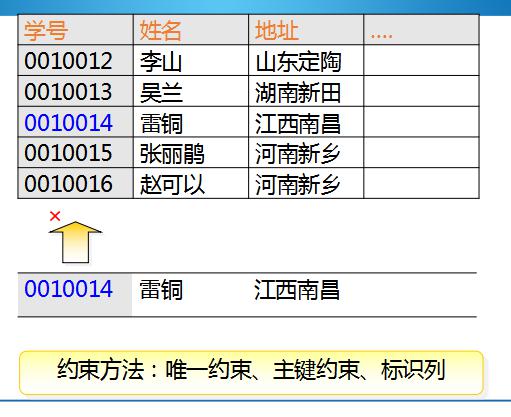 学号 姓名 地址 ....
0010012 李山 山东定陶
0010013 吴兰 湖南新田
0010014 雷铜 江西南昌
0010015 张丽鹃 河南新乡
0010016 赵可以 河南新乡
×
0010014 雷铜 江西南昌
约束方法：唯一约束、主键约束、标识列